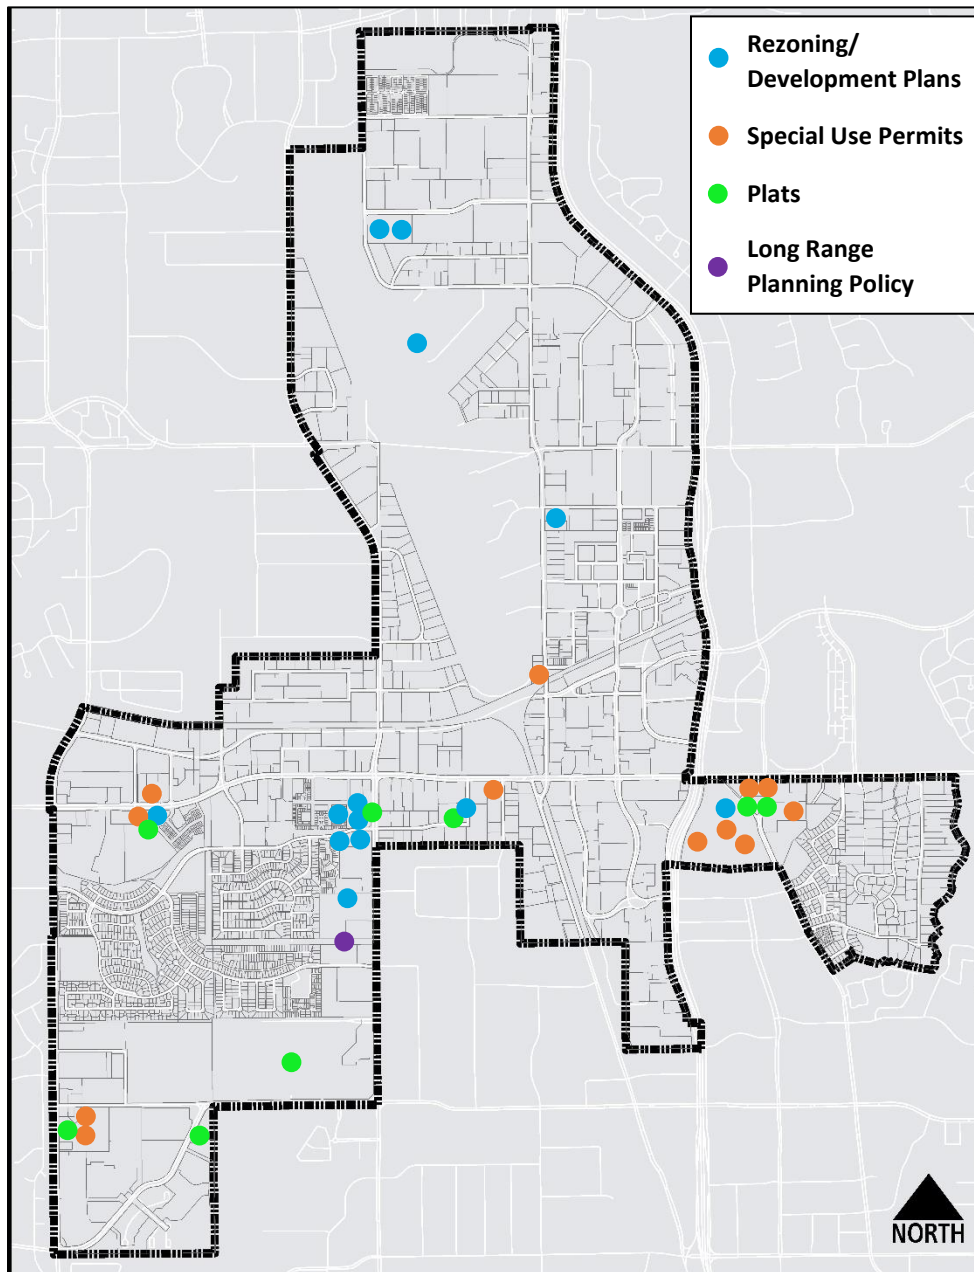 Rezoning/
Development Plans
Special Use Permits
Plats
Long Range
Planning Policy
NORTH